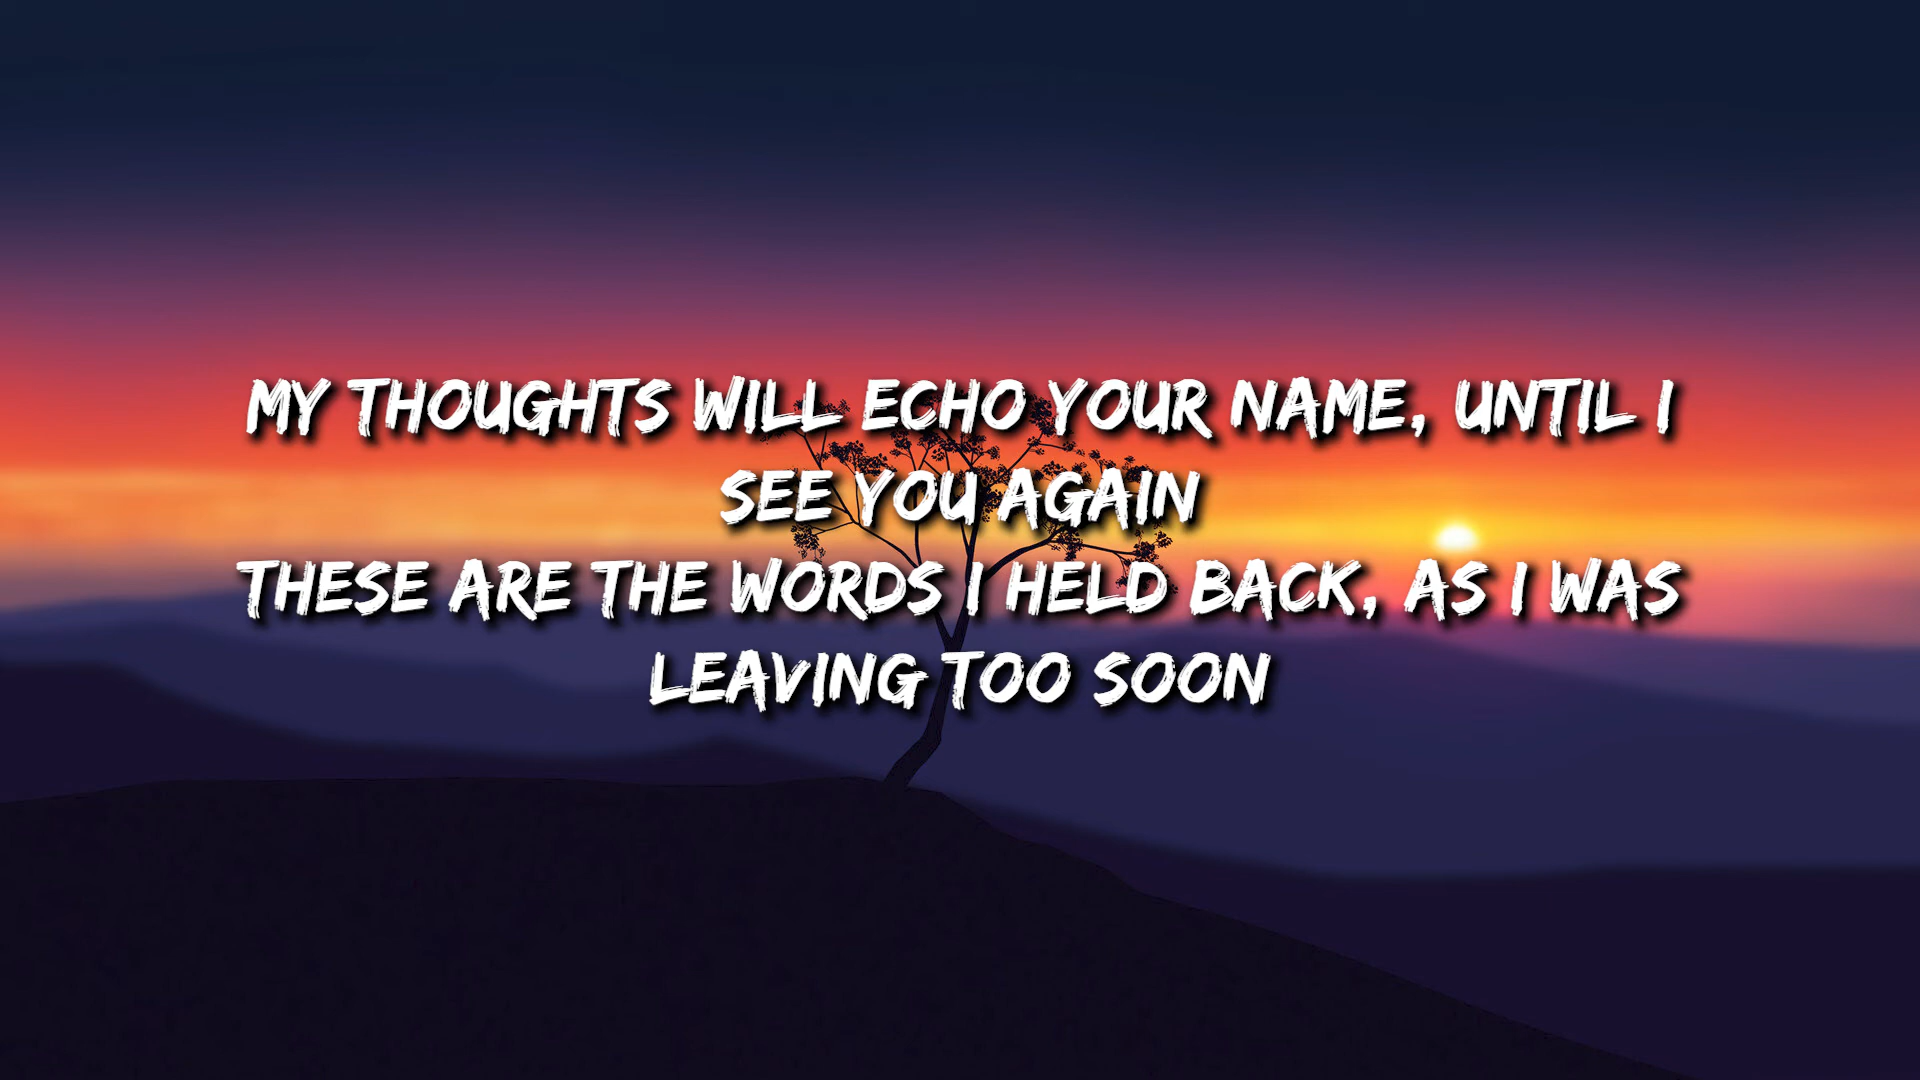 MY THOUGHTS WILL ECHO YOUR NAME, UNTIL I
SEE YOU AGAIN
THESE ARE THE WORDS I HELD BACK, AS I WAS
LEAVING TOO SOON